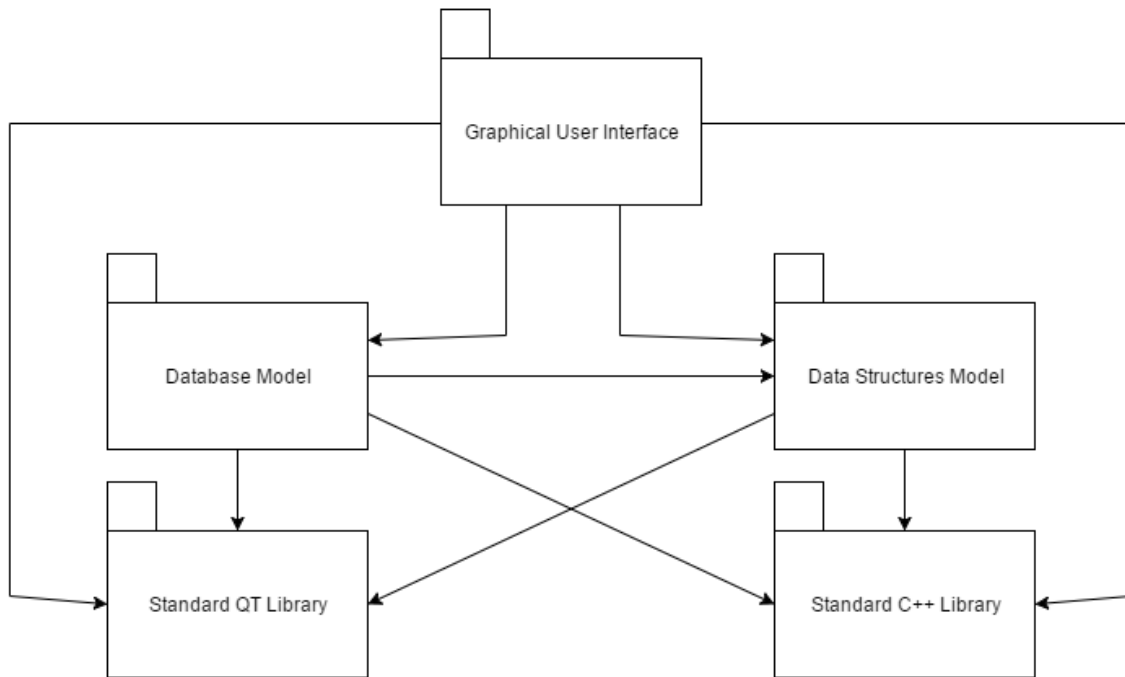 Graphical User Interface
Database Model
Data Structures Model
Standard QT Library
Standard C++ Library